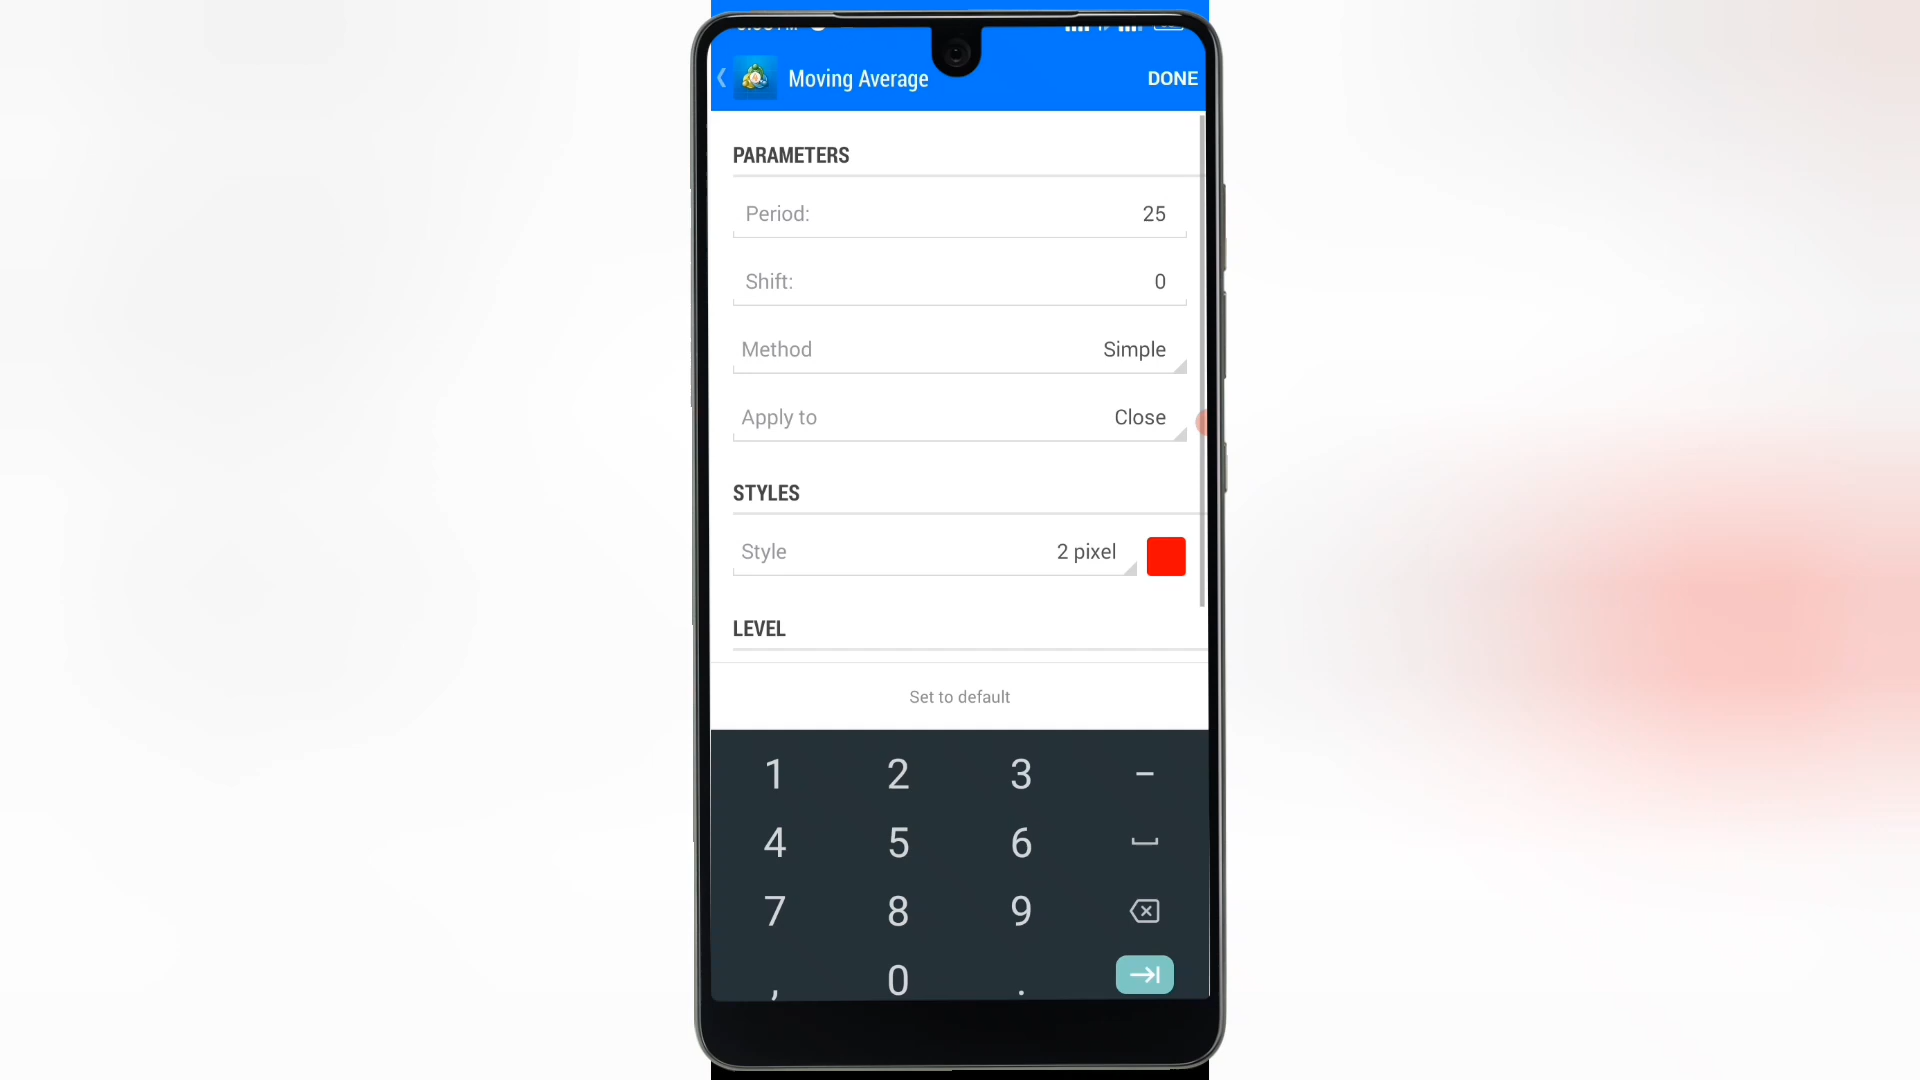 Moving Average DONE
PARAMETERS
Period: 25
Shift: 0
Method Simple
Apply to Close
STYLES
Style 2 pixel
LEVEL
Set to default
1 2 3 -
4 5 6
7 8 9
, 0 .